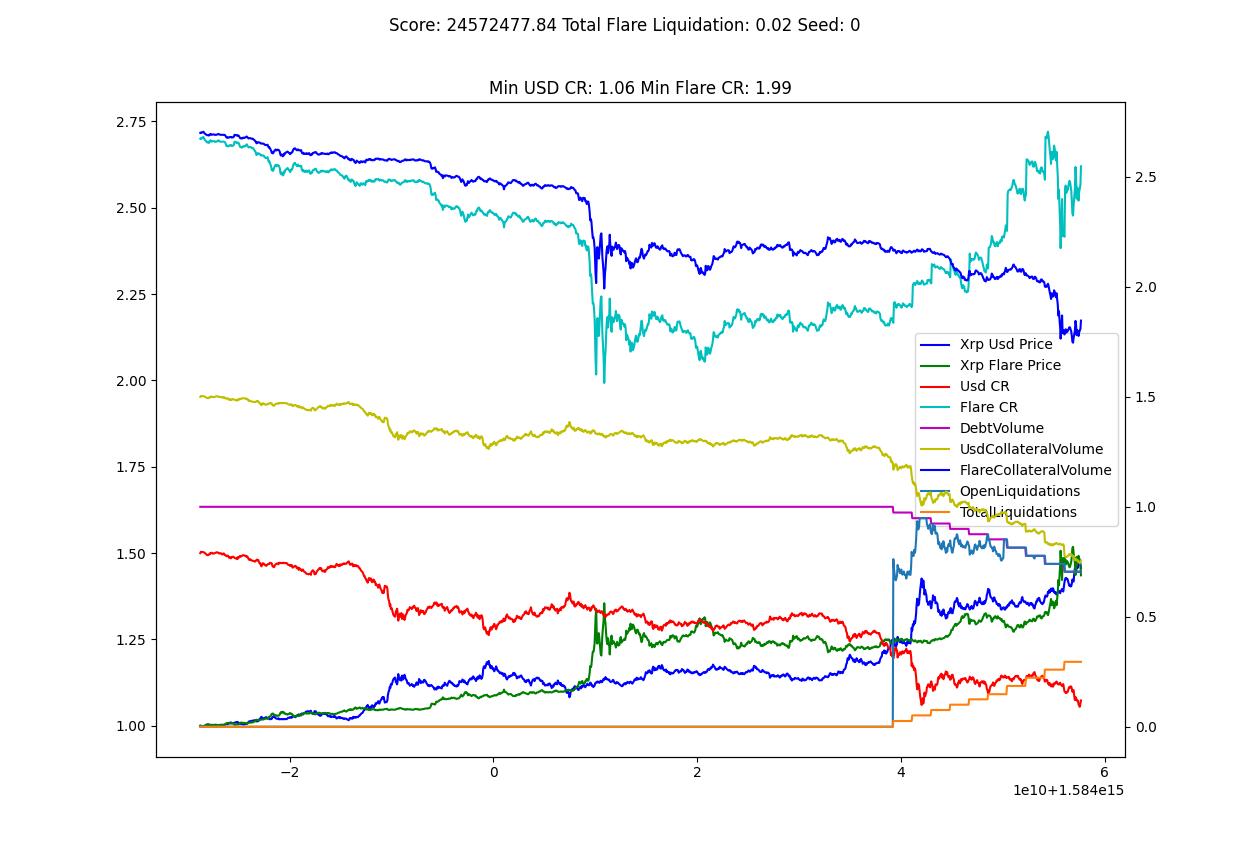 Score: 24572477.84 Total Flare Liquidation: 0.02 Seed: 0
Min USD CR: 1.06 Min Flare CR: 1.99
2.75
2.50
2.25
2.00
1.75
1.50
1.25
1.00
2.5
2.0
1.5
1.0
0.5
0.0
Xrp Usd Price
Xrp Flare Price
Usd CR
Flare CR
DebtVolume
UsdCollateralVolume
FlareCollateralVolume
OpenLiquidations
TotalLiquidations
−2 0 2 4 6
1e10+1.584e15